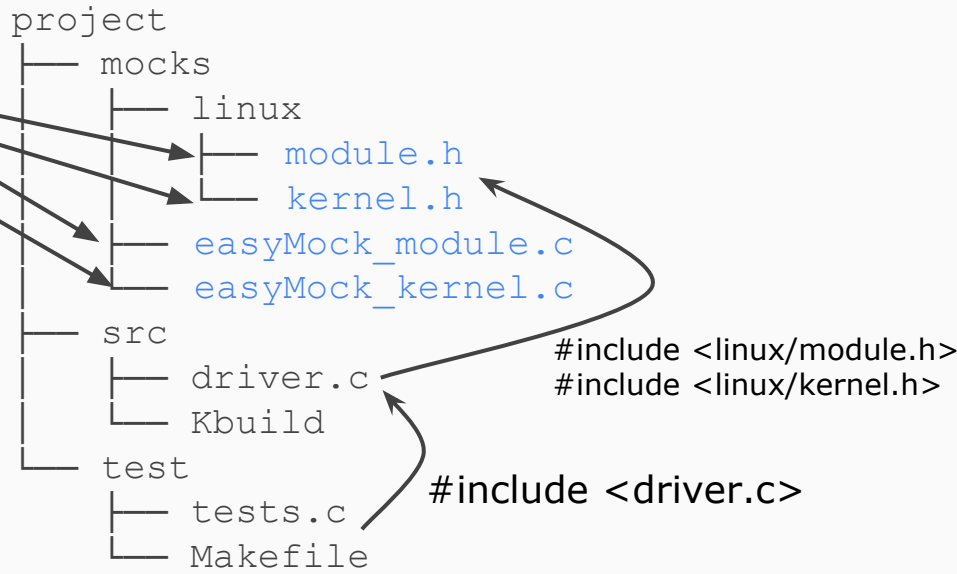 project
├── mocks
│   ├── linux
│   │   ├── module.h
│   │   └── kernel.h
│   ├── easyMock_module.c
│   └── easyMock_kernel.c
├── src
│   ├── driver.c
│   └── Kbuild
└── test
    ├── tests.c
    └── Makefile
#include <linux/module.h>
#include <linux/kernel.h>
#include <driver.c>